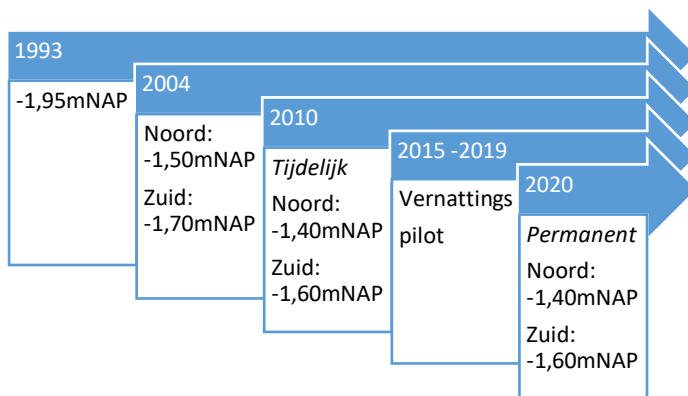 1993
-1,95mNAP
2004
Noord:
-1,50mNAP
Zuid:
-1,70mNAP
2010
Tijdelijk
Noord:
-1,40mNAP
Zuid:
-1,60mNAP
2015 -2019
Vernattings
pilot
2020
Permanent
Noord:
-1,40mNAP
Zuid:
-1,60mNAP